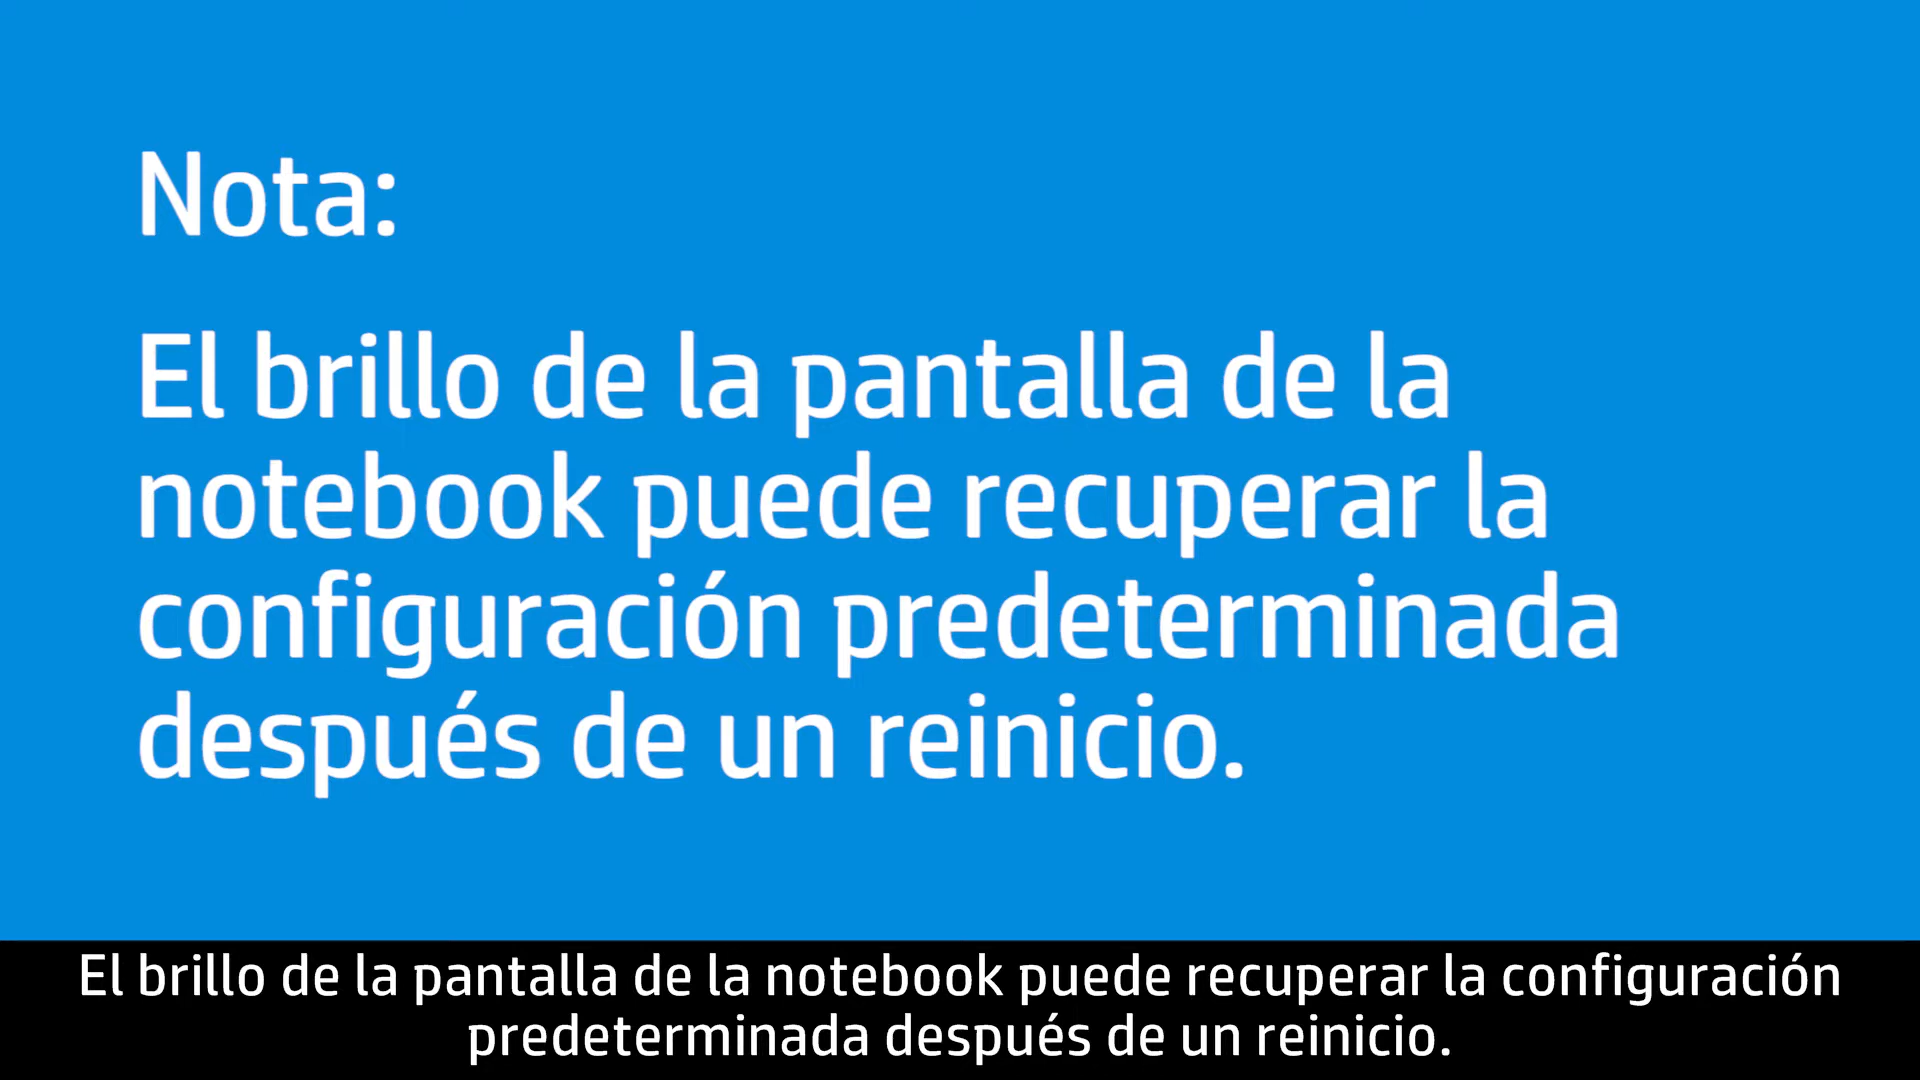 Nota:
El brillo de la pantalla de la
notebook puede recuperar la
configuración predeterminada
después de un reinicio.
El brillo de la pantalla de la notebook puede recuperar la configuración
predeterminada después de un reinicio.